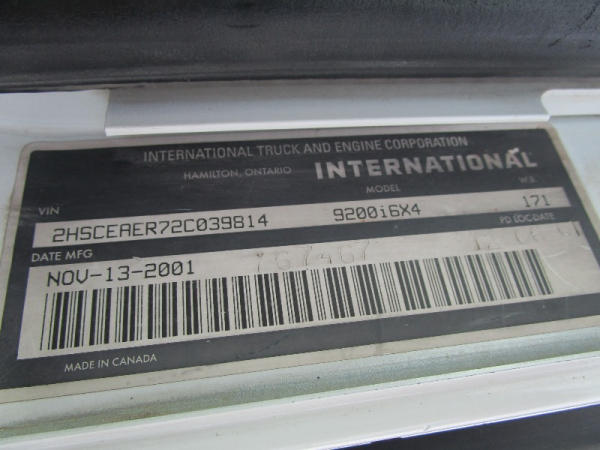 INTERNATIONAL TRUCK AND ENGINE CORPORATION
HAMILTON, ONTARIO INTERNATIONAL
VIN MODEL W.B.
2HSCEAER72C039814 9200i6X4 171
DATE MFG PD LOC-DATE
NOV-13-2001 767467
MADE IN CANADA